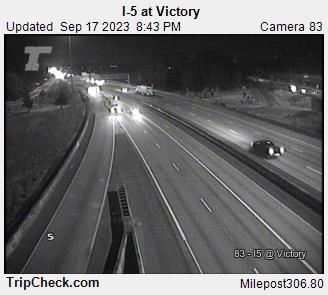 I-5 at Victory
Updated Sep 17 2023 8:43 PM Camera 83
S
83 - I5 @ Victory
TripCheck.com Milepost306.80